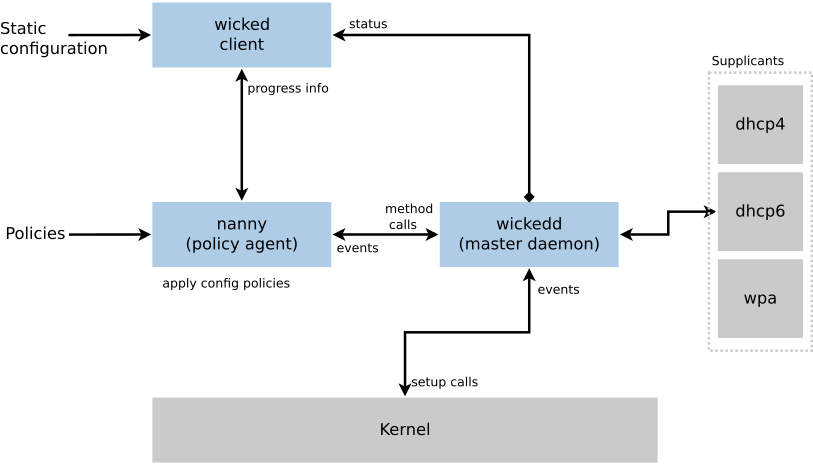 Static
configuration
wicked
client
status
progress info
Supplicants
dhcp4
dhcp6
wpa
Policies
nanny
(policy agent)
apply config policies
method
calls
events
wickedd
(master daemon)
events
setup calls
Kernel